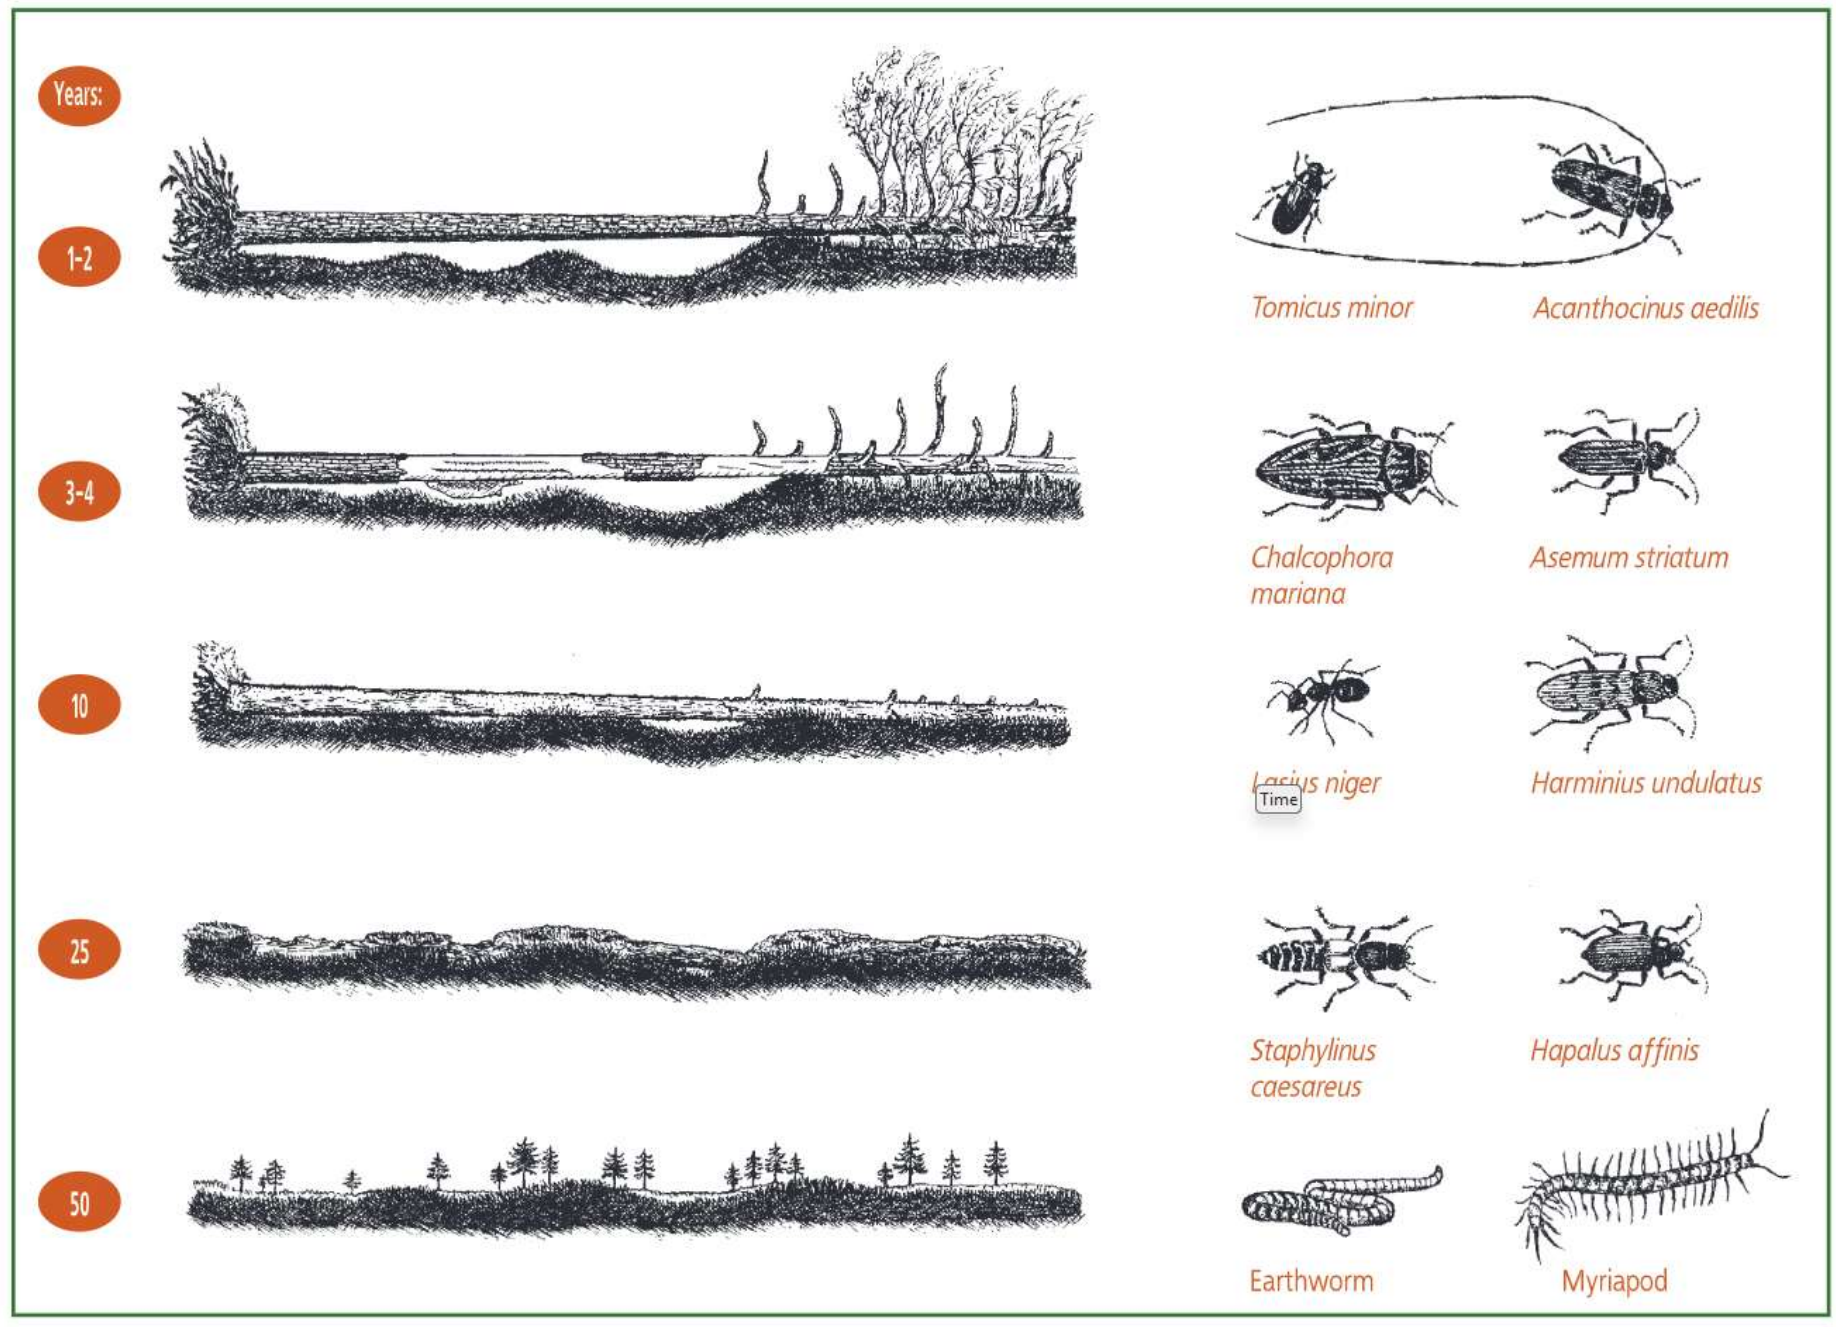 Years:
1-2
Tomicus minor
Acanthocinus aedilis
3-4
Chalcophora
mariana
Asemum striatum
10
Lasius niger
Time
Harminius undulatus
25
Staphylinus
caesareus
Hapalus affinis
50
Earthworm
Myriapod